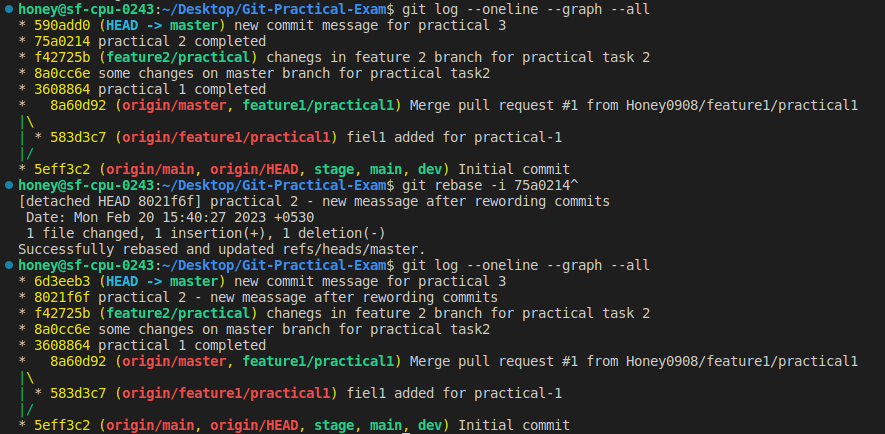 honey@sf-cpu-0243:~/Desktop/Git-Practical-Exam$ git log --oneline --graph --all
* 590add0 (HEAD -> master) new commit message for practical 3
* 75a0214 practical 2 completed
* f42725b (feature2/practical) chanegs in feature 2 branch for practical task 2
* 8a0cc6e some changes on master branch for practical task2
* 3608864 practical 1 completed
*   8a60d92 (origin/master, feature1/practical1) Merge pull request #1 from Honey0908/feature1/practical1
|\
| * 583d3c7 (origin/feature1/practical1) fiel1 added for practical-1
|/
* 5eff3c2 (origin/main, origin/HEAD, stage, main, dev) Initial commit
honey@sf-cpu-0243:~/Desktop/Git-Practical-Exam$ git rebase -i 75a0214^
[detached HEAD 8021f6f] practical 2 - new meassage after rewording commits
 Date: Mon Feb 20 15:40:27 2023 +0530
 1 file changed, 1 insertion(+), 1 deletion(-)
Successfully rebased and updated refs/heads/master.
honey@sf-cpu-0243:~/Desktop/Git-Practical-Exam$ git log --oneline --graph --all
* 6d3eeb3 (HEAD -> master) new commit message for practical 3
* 8021f6f practical 2 - new meassage after rewording commits
* f42725b (feature2/practical) chanegs in feature 2 branch for practical task 2
* 8a0cc6e some changes on master branch for practical task2
* 3608864 practical 1 completed
*   8a60d92 (origin/master, feature1/practical1) Merge pull request #1 from Honey0908/feature1/practical1
|\
| * 583d3c7 (origin/feature1/practical1) fiel1 added for practical-1
|/
* 5eff3c2 (origin/main, origin/HEAD, stage, main, dev) Initial commit